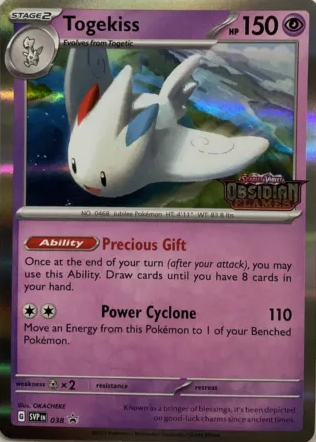 STAGE2
Togekiss
HP 150
Evolves from Togetic
SCARLET & VIOLET
OBSIDIAN
FLAMES
NO. 0468 Jubilee Pokémon HT: 4'11" WT: 83.8 lbs
Ability Precious Gift
Once at the end of your turn (after your attack), you may
use this Ability. Draw cards until you have 8 cards in
your hand.
Power Cyclone 110
Move an Energy from this Pokémon to 1 of your Benched
Pokémon.
weakness ×2 resistance retreat
Illus. OKACHEKE
G SVP EN 038
Known as a bringer of blessings, it's been depicted
on good-luck charms since ancient times.